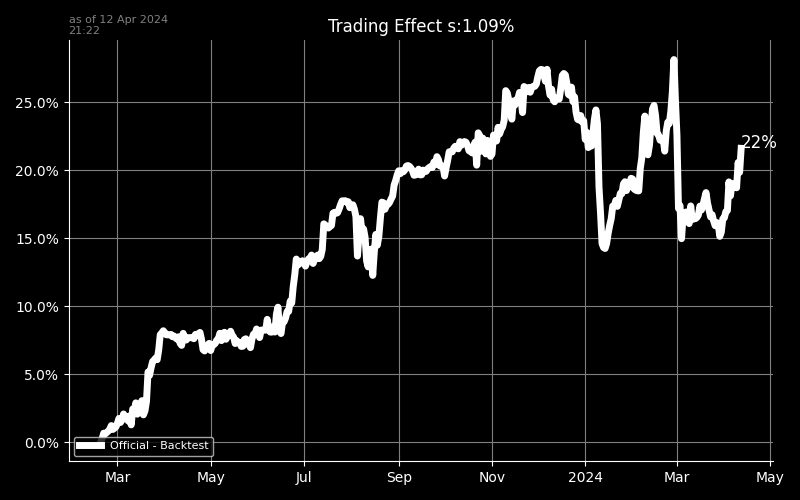 as of 12 Apr 2024
21:22
Trading Effect s:1.09%
25.0%
20.0%
15.0%
10.0%
5.0%
0.0%
22%
Official - Backtest
Mar May Jul Sep Nov 2024 Mar May